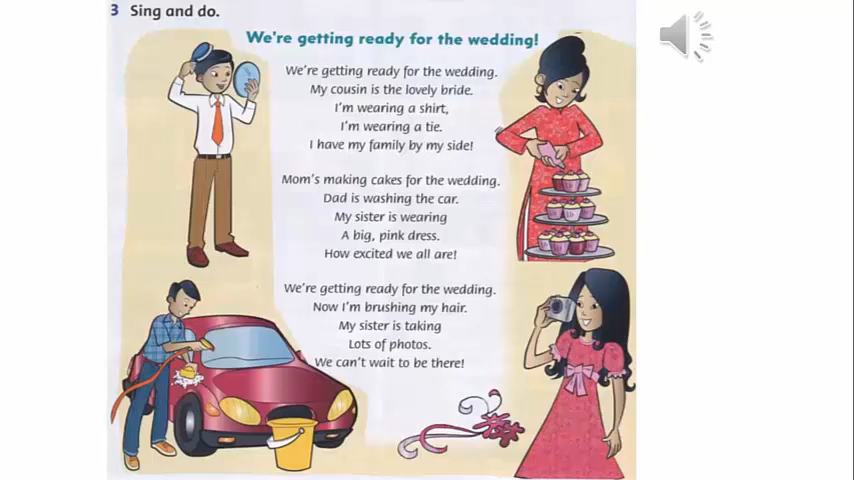 3 Sing and do.
We're getting ready for the wedding!
We're getting ready for the wedding.
My cousin is the lovely bride.
I'm wearing a shirt,
I'm wearing a tie.
I have my family by my side!
Mom's making cakes for the wedding.
Dad is washing the car.
My sister is wearing
A big, pink dress.
How excited we all are!
We're getting ready for the wedding.
Now I'm brushing my hair.
My sister is taking
Lots of photos.
We can't wait to be there!